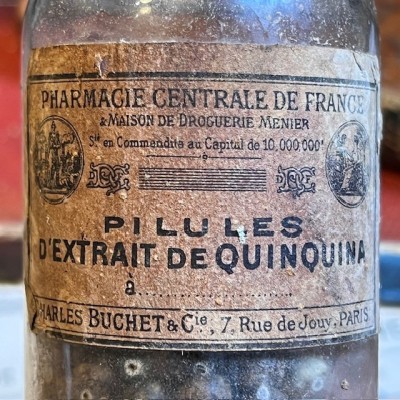 PHARMACIE CENTRALE DE FRANCE
& MAISON DE DROGUERIE MENIER
Sté en Commendite au Capital de 10,000,000f
PILULES
D'EXTRAIT DE QUINQUINA
à
HARLES BUCHET & Cie, 7, Rue de Jouy, PARIS